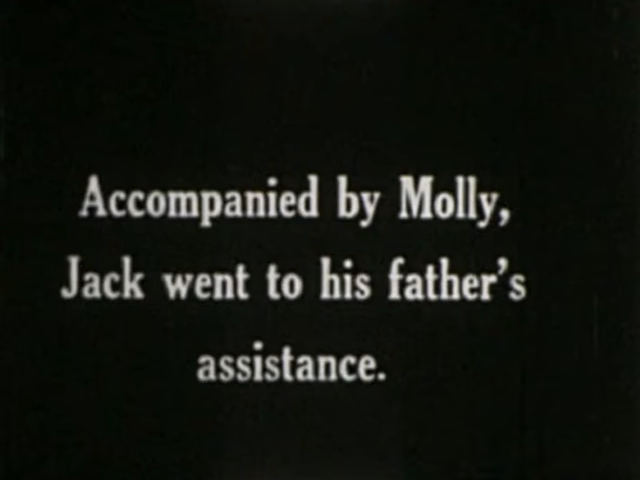 Accompanied by Molly,
Jack went to his father's
assistance.